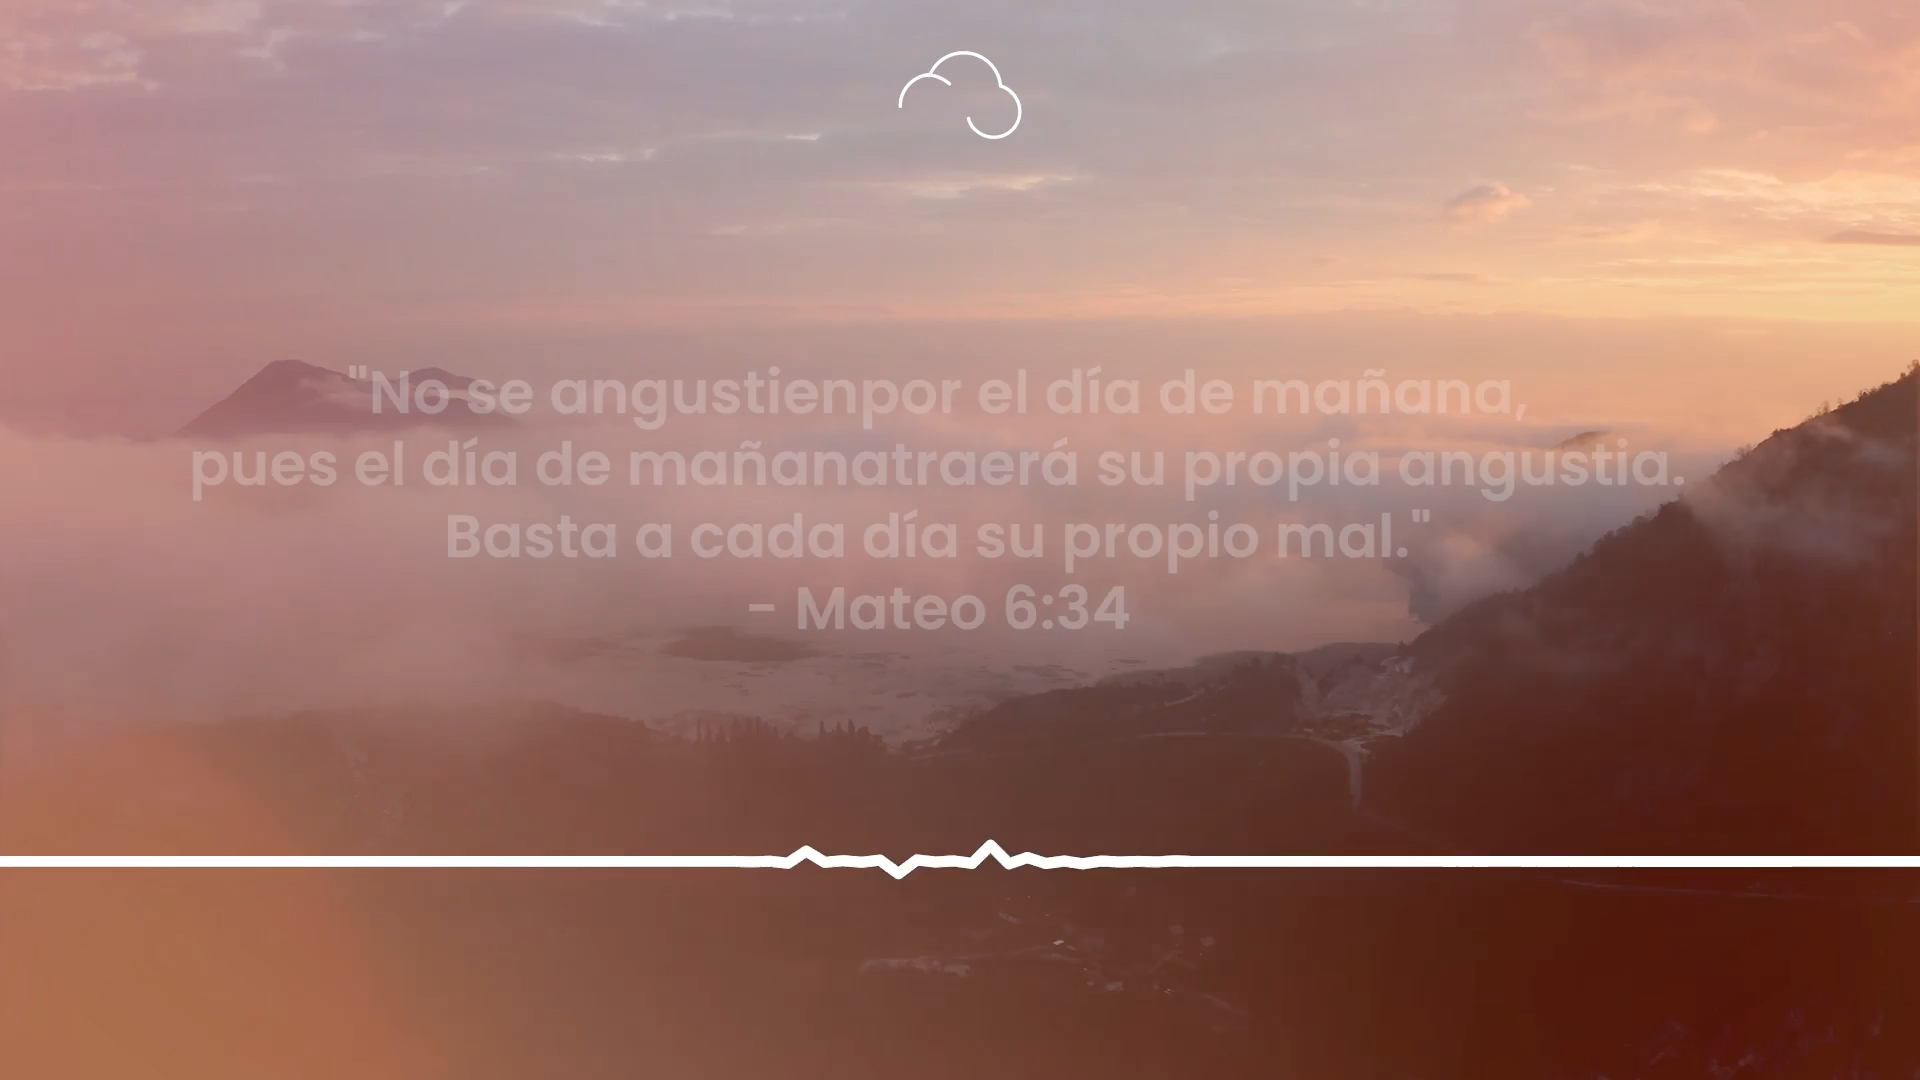 "No se angustienpor el día de mañana,
pues el día de mañanatraerá su propia angustia.
Basta a cada día su propio mal."
- Mateo 6:34